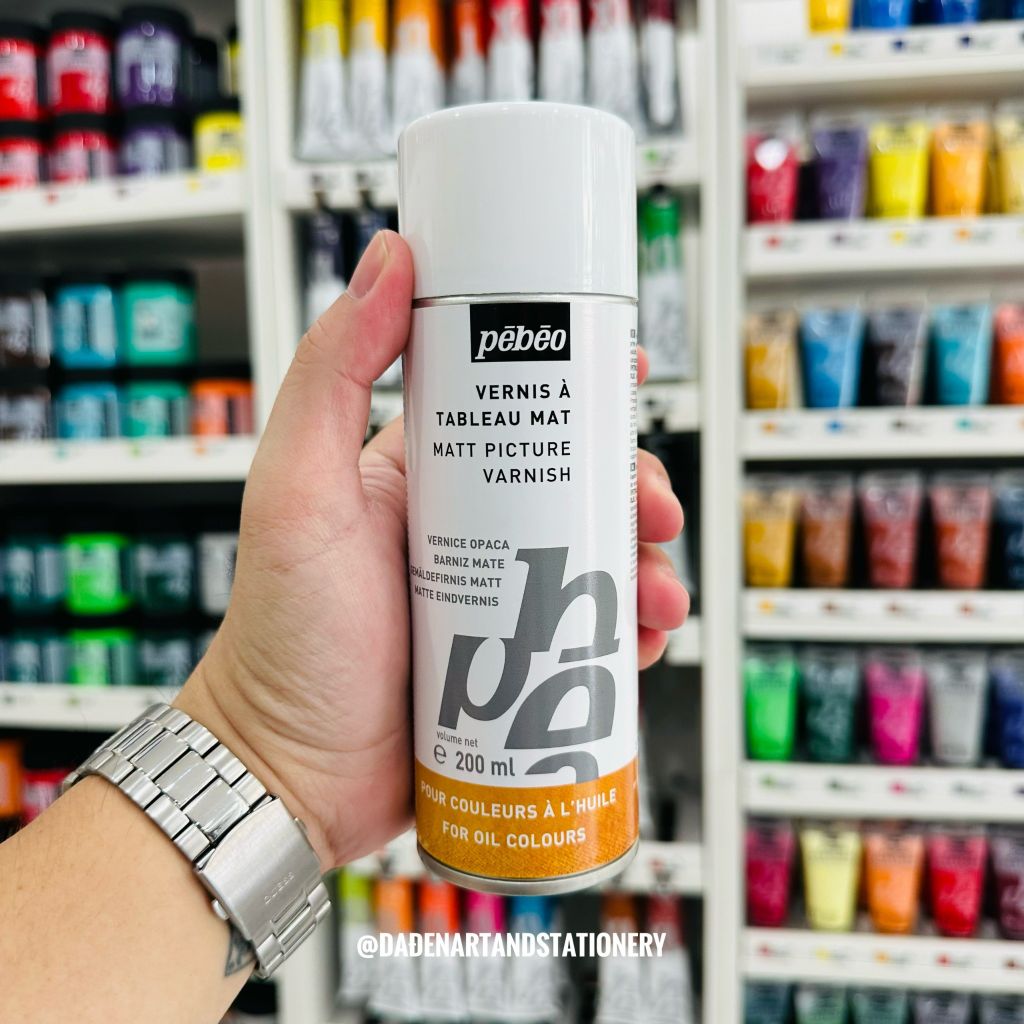 pēbēo
VERNIS À
TABLEAU MAT
MATT PICTURE
VARNISH
VERNICE OPACA
BARNIZ MATE
GEMÄLDEFIRNIS MATT
MATTE EINDVERNIS
volume net
℮ 200 ml
POUR COULEURS À L'HUILE
FOR OIL COLOURS
GUESS
@DAĐENARTANDSTATIONERY